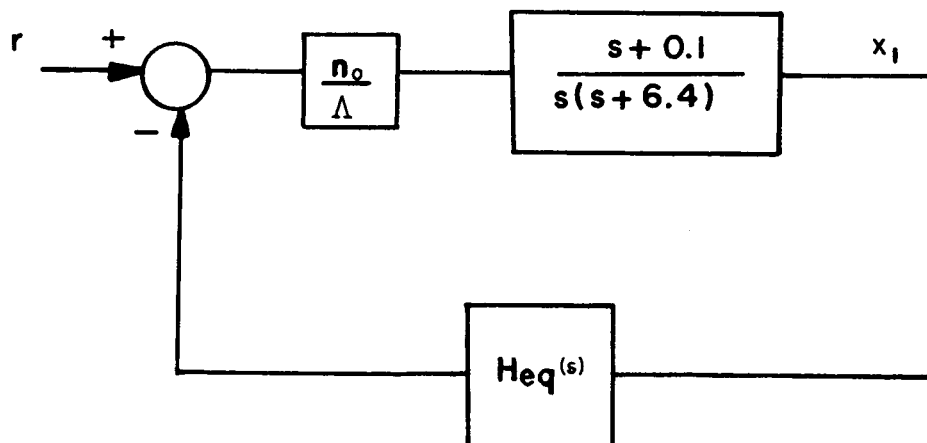 r
+
−
n₀
Λ
s + 0.1
s(s + 6.4)
x₁
Heq(s)